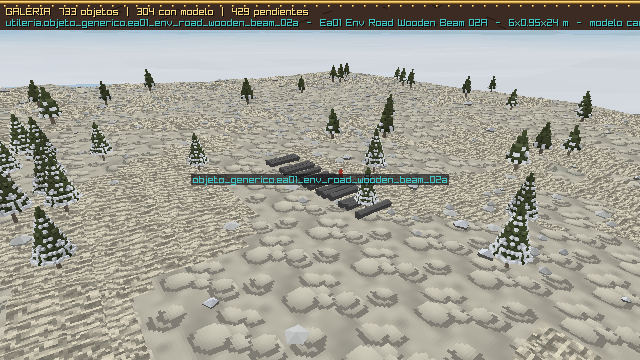 GALERÍA 733 objetos | 304 con modelo | 429 pendientes
utileria.objeto_generico.ea01_env_road_wooden_beam_02a - Ea01 Env Road Wooden Beam 02A - 6x0.95x24 m - modelo ca
objeto_generico.ea01_env_road_wooden_beam_02a